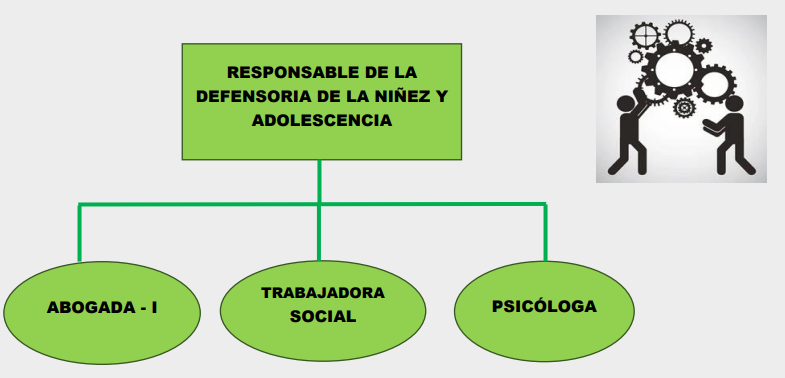 RESPONSABLE DE LA
DEFENSORIA DE LA NIÑEZ Y
ADOLESCENCIA
ABOGADA - I
TRABAJADORA
SOCIAL
PSICÓLOGA